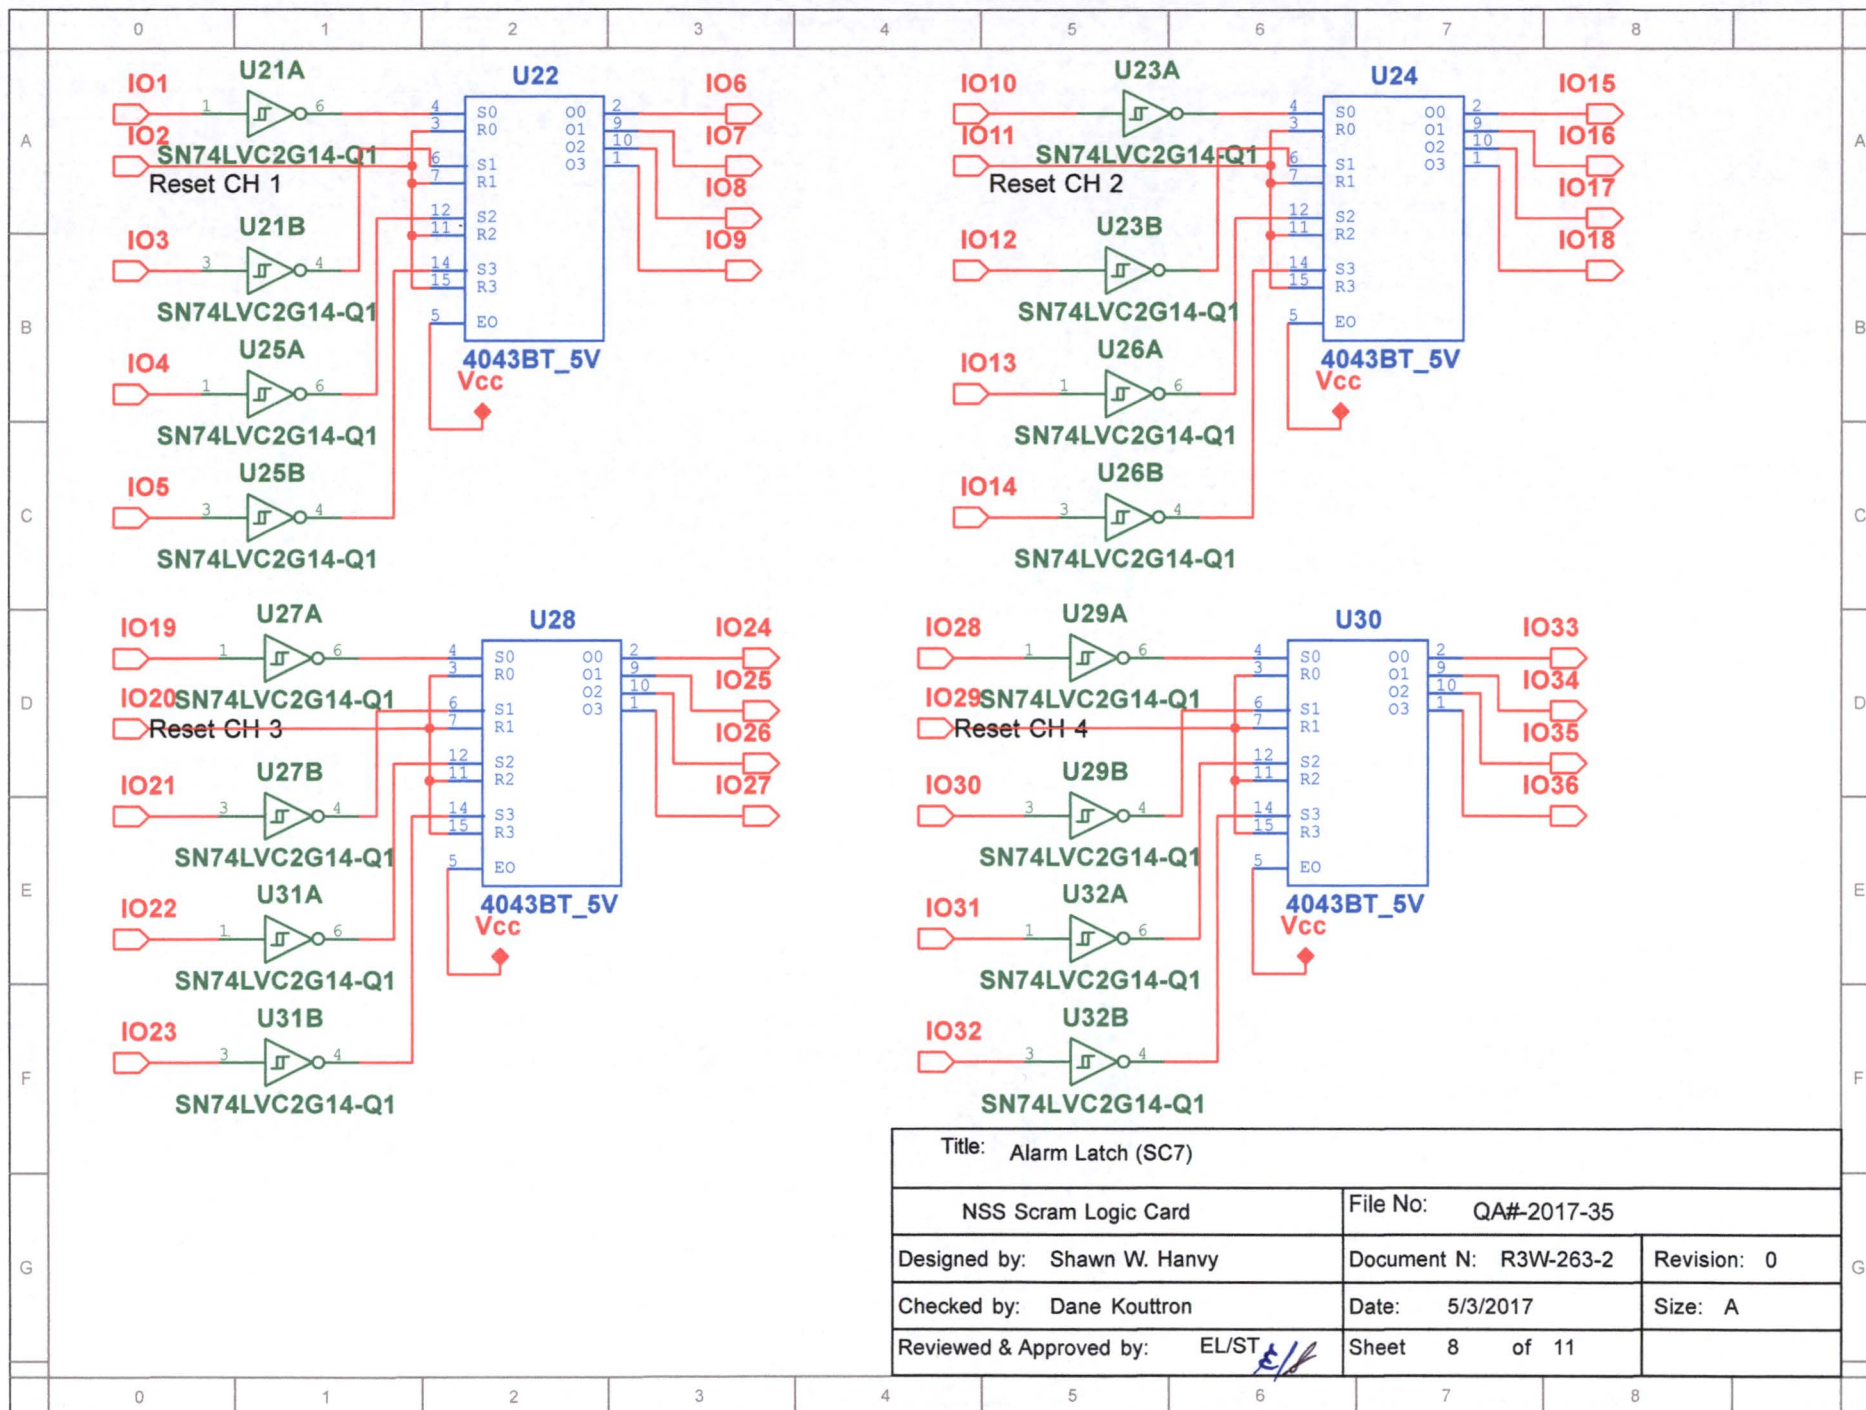 0 1 2 3 4 5 6 7 8
A A
B B
C C
D D
E E
F F
G G
IO1 U21A U22 IO6
1 6 4 S0 O0 2
3 R0 O1 9
IO2 O2 10 IO7
SN74LVC2G14-Q1 6 S1 O3 1
Reset CH 1 7 R1 IO8
12 S2
U21B 11 R2 IO9
IO3 3 4 14 S3
15 R3
SN74LVC2G14-Q1 5 EO
U25A 4043BT_5V
IO4 1 6 Vcc
SN74LVC2G14-Q1
U25B
IO5 3 4
SN74LVC2G14-Q1
IO10 U23A U24 IO15
4 S0 O0 2
3 R0 O1 9
IO11 O2 10 IO16
SN74LVC2G14-Q1 6 S1 O3 1
Reset CH 2 7 R1 IO17
12 S2
U23B 11 R2 IO18
IO12 14 S3
15 R3
SN74LVC2G14-Q1 5 EO
U26A 4043BT_5V
IO13 1 6 Vcc
SN74LVC2G14-Q1
U26B
IO14 3 4
SN74LVC2G14-Q1
IO19 U27A U28 IO24
1 6 4 S0 O0 2
3 R0 O1 9
IO20 SN74LVC2G14-Q1 O2 10 IO25
6 S1 O3 1
Reset CH 3 7 R1 IO26
12 S2
U27B 11 R2 IO27
IO21 3 4 14 S3
15 R3
SN74LVC2G14-Q1 5 EO
U31A 4043BT_5V
IO22 1 6 Vcc
SN74LVC2G14-Q1
U31B
IO23 3 4
SN74LVC2G14-Q1
IO28 U29A U30 IO33
1 6 4 S0 O0 2
3 R0 O1 9
IO29 SN74LVC2G14-Q1 O2 10 IO34
6 S1 O3 1
Reset CH 4 7 R1 IO35
12 S2
U29B 11 R2 IO36
IO30 3 4 14 S3
15 R3
SN74LVC2G14-Q1 5 EO
U32A 4043BT_5V
IO31 1 6 Vcc
SN74LVC2G14-Q1
U32B
IO32 3 4
SN74LVC2G14-Q1
Title: Alarm Latch (SC7)
NSS Scram Logic Card File No: QA#-2017-35
Designed by: Shawn W. Hanvy Document N: R3W-263-2 Revision: 0
Checked by: Dane Kouttron Date: 5/3/2017 Size: A
Reviewed & Approved by: EL/ST Sheet 8 of 11
0 1 2 3 4 5 6 7 8